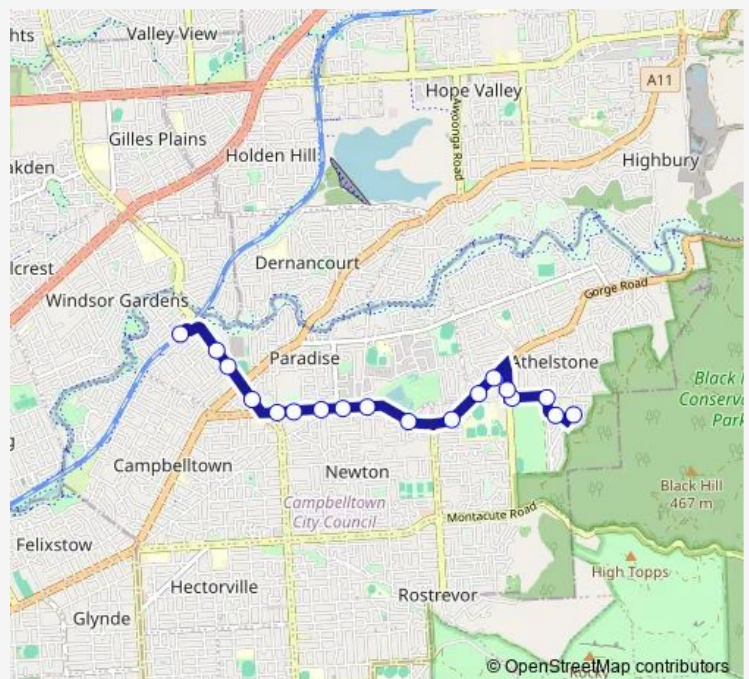 hts
Valley View
A11
Hope Valley
Awoonga Road
Gilles Plains
Holden Hill
Highbury
akden
Dernancourt
lcrest
Gorge Road
Windsor Gardens
Paradise
Athelstone
Black
Conserva
Park
Campbelltown
Newton
Black Hill
467 m
Campbelltown
City Council
Montacute Road
Felixstow
High Topps
Hectorville
Rostrevor
Glynde
Rocky
© OpenStreetMap contributors